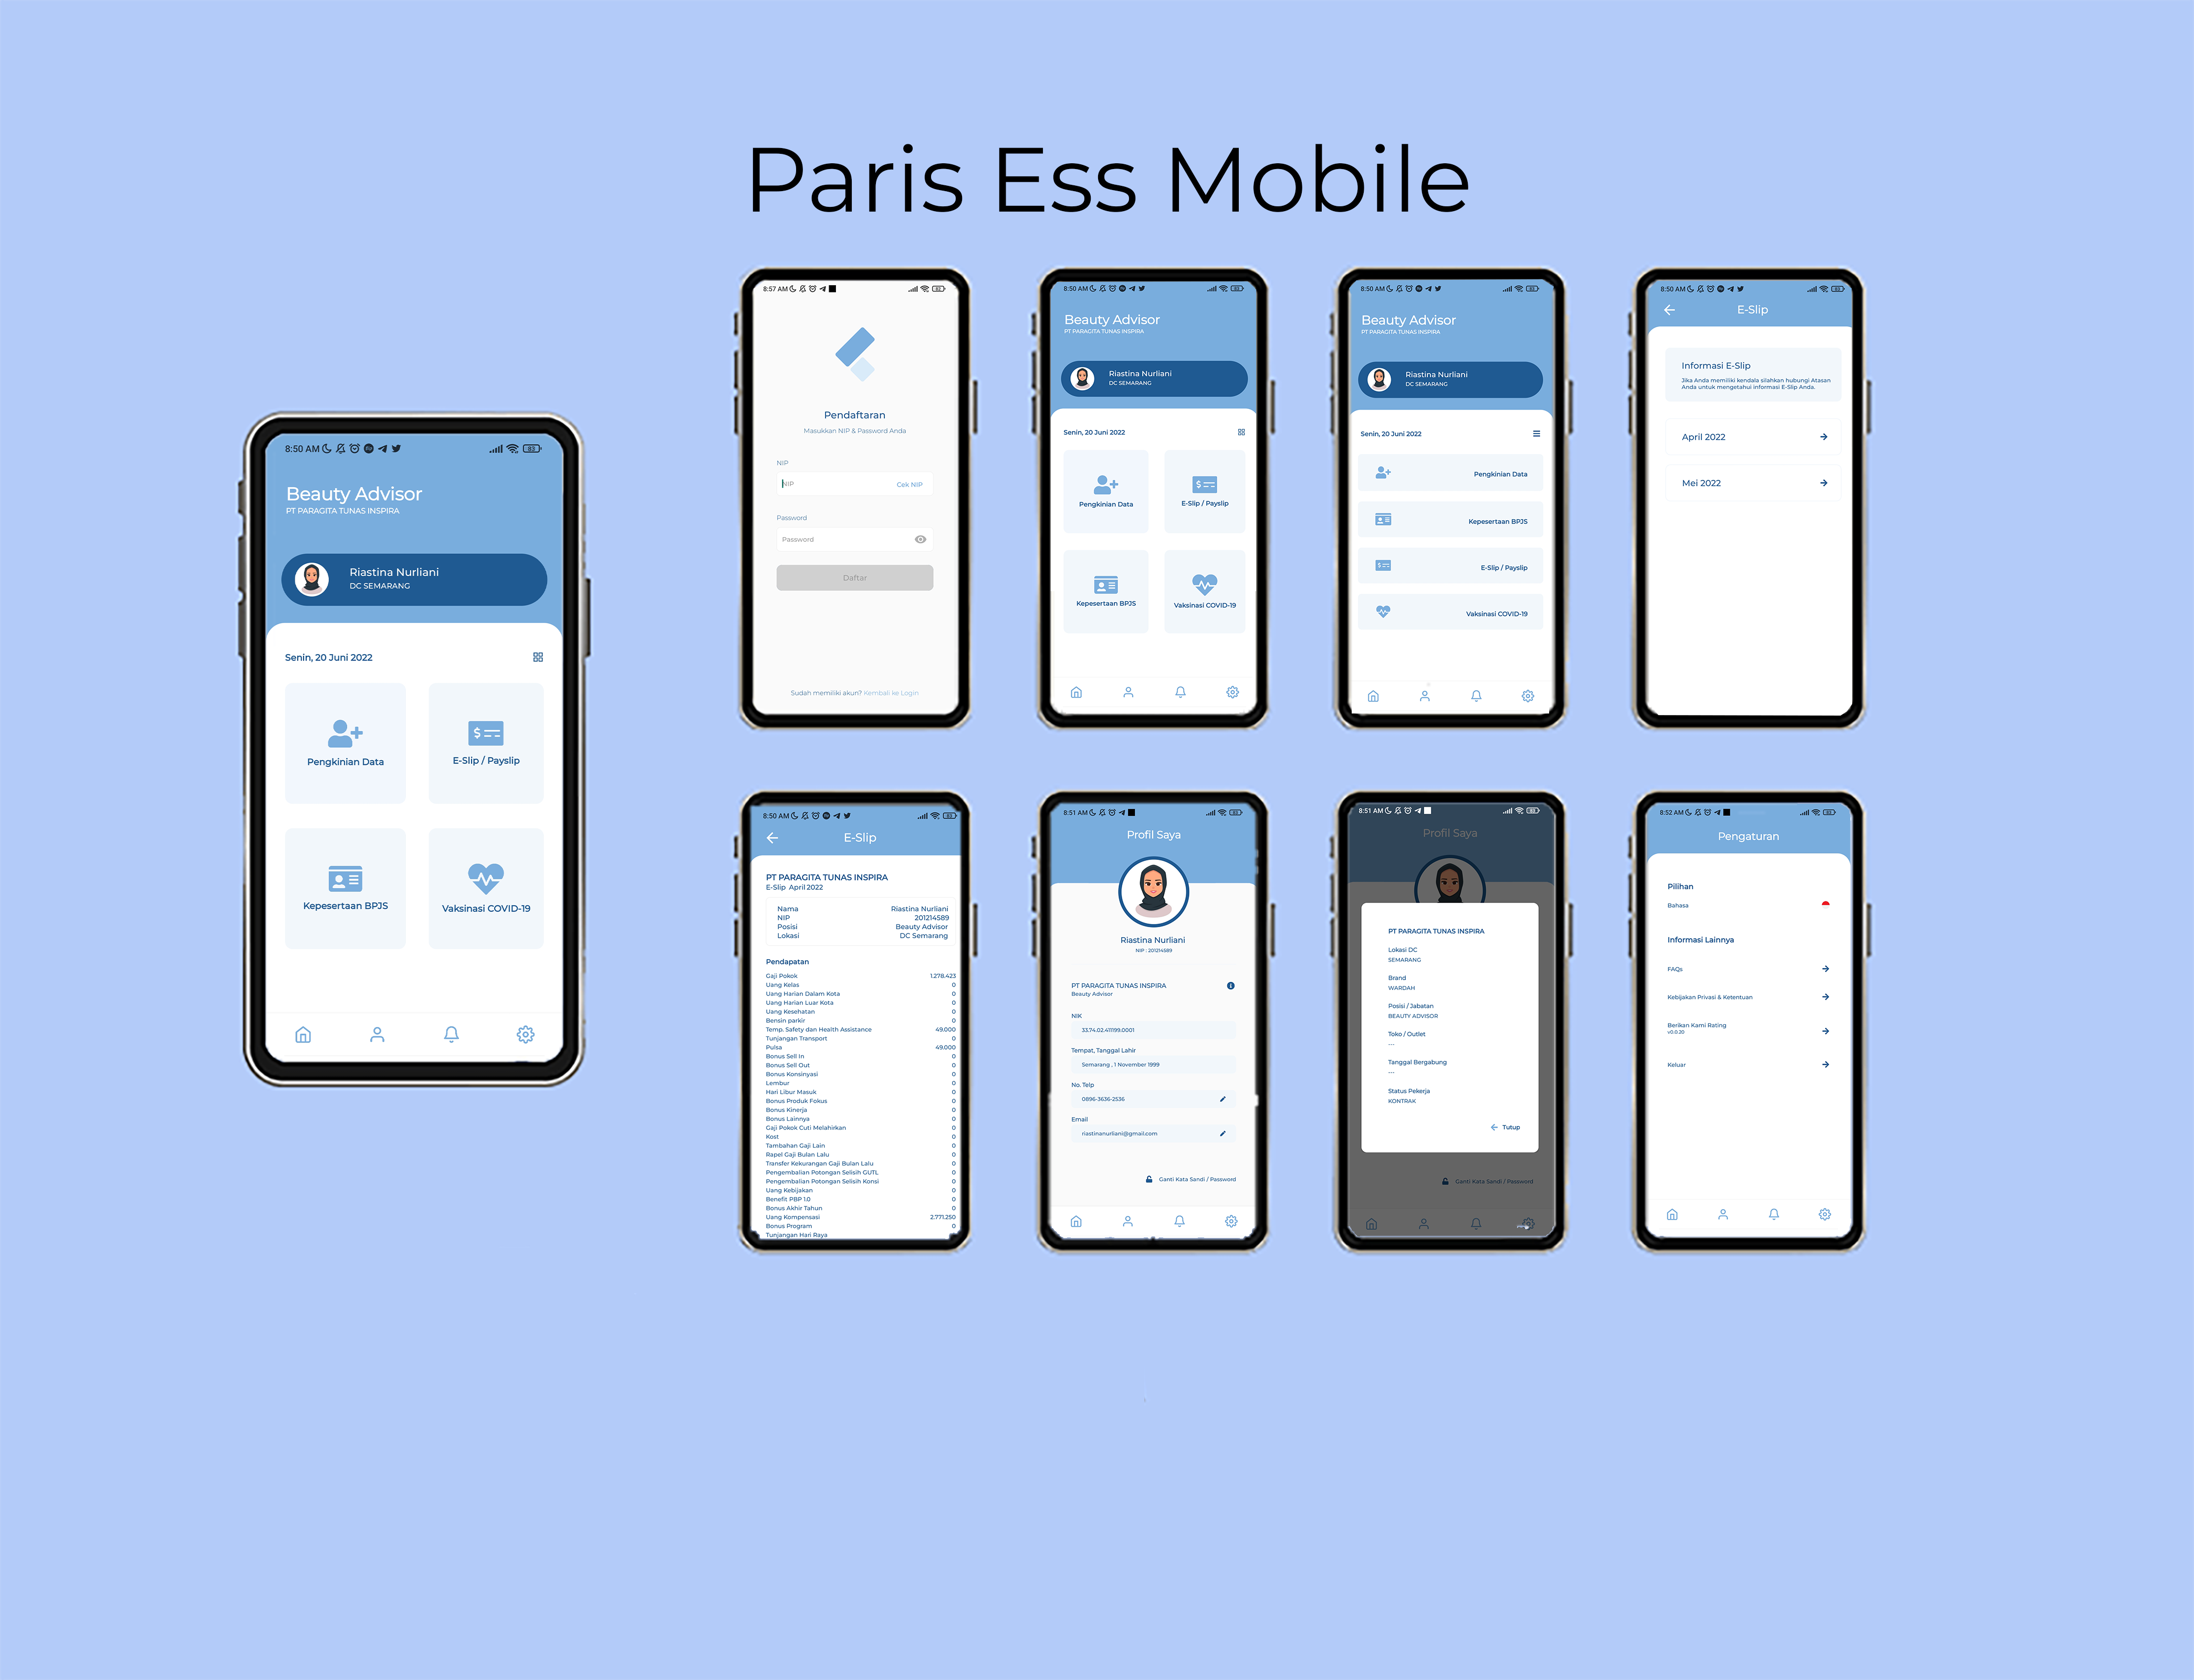 Paris Ess Mobile
8:50 AM
83
Beauty Advisor
PT PARAGITA TUNAS INSPIRA
Riastina Nurliani
DC SEMARANG
Senin, 20 Juni 2022
Pengkinian Data
E-Slip / Payslip
Kepesertaan BPJS
Vaksinasi COVID-19
8:57 AM
Pendaftaran
Masukkan NIP & Password Anda
NIP
NIP
Cek NIP
Password
Password
Daftar
Sudah memiliki akun? Kembali ke Login
8:50 AM
83
Beauty Advisor
PT PARAGITA TUNAS INSPIRA
Riastina Nurliani
DC SEMARANG
Senin, 20 Juni 2022
Pengkinian Data
E-Slip / Payslip
Kepesertaan BPJS
Vaksinasi COVID-19
8:50 AM
83
Beauty Advisor
PT PARAGITA TUNAS INSPIRA
Riastina Nurliani
DC SEMARANG
Senin, 20 Juni 2022
Pengkinian Data
Kepesertaan BPJS
E-Slip / Payslip
Vaksinasi COVID-19
8:50 AM
83
E-Slip
Informasi E-Slip
Jika Anda memiliki kendala silahkan hubungi Atasan
Anda untuk mengetahui informasi E-Slip Anda.
April 2022
Mei 2022
8:50 AM
83
E-Slip
PT PARAGITA TUNAS INSPIRA
E-Slip April 2022
Nama Riastina Nurliani
NIP 201214589
Posisi Beauty Advisor
Lokasi DC Semarang
Pendapatan
Gaji Pokok 1.278.423
Uang Kelas 0
Uang Harian Dalam Kota 0
Uang Harian Luar Kota 0
Uang Kesehatan 0
Bensin parkir 0
Temp. Safety dan Health Assistance 49.000
Tunjangan Transport 0
Pulsa 49.000
Bonus Sell In 0
Bonus Sell Out 0
Bonus Konsinyasi 0
Lembur 0
Hari Libur Masuk 0
Bonus Produk Fokus 0
Bonus Kinerja 0
Bonus Lainnya 0
Gaji Pokok Cuti Melahirkan 0
Kost 0
Tambahan Gaji Lain 0
Rapel Gaji Bulan Lalu 0
Transfer Kekurangan Gaji Bulan Lalu 0
Pengembalian Potongan Selisih GUTL 0
Pengembalian Potongan Selisih Konsi 0
Uang Kebijakan 0
Benefit PBP 1.0 0
Bonus Akhir Tahun 0
Uang Kompensasi 2.771.250
Bonus Program 0
Tunjangan Hari Raya 0
8:51 AM
Profil Saya
Riastina Nurliani
NIP : 201214589
PT PARAGITA TUNAS INSPIRA
Beauty Advisor
NIK
33.74.02.411199.0001
Tempat, Tanggal Lahir
Semarang , 1 November 1999
No. Telp
0896-3636-2536
Email
riastinanurliani@gmail.com
Ganti Kata Sandi / Password
8:51 AM
Profil Saya
PT PARAGITA TUNAS INSPIRA
Lokasi DC
SEMARANG
Brand
WARDAH
Posisi / Jabatan
BEAUTY ADVISOR
Toko / Outlet
---
Tanggal Bergabung
---
Status Pekerja
KONTRAK
Tutup
Ganti Kata Sandi / Password
8:52 AM
Pengaturan
Pilihan
Bahasa
Informasi Lainnya
FAQs
Kebijakan Privasi & Ketentuan
Berikan Kami Rating
v0.0.20
Keluar